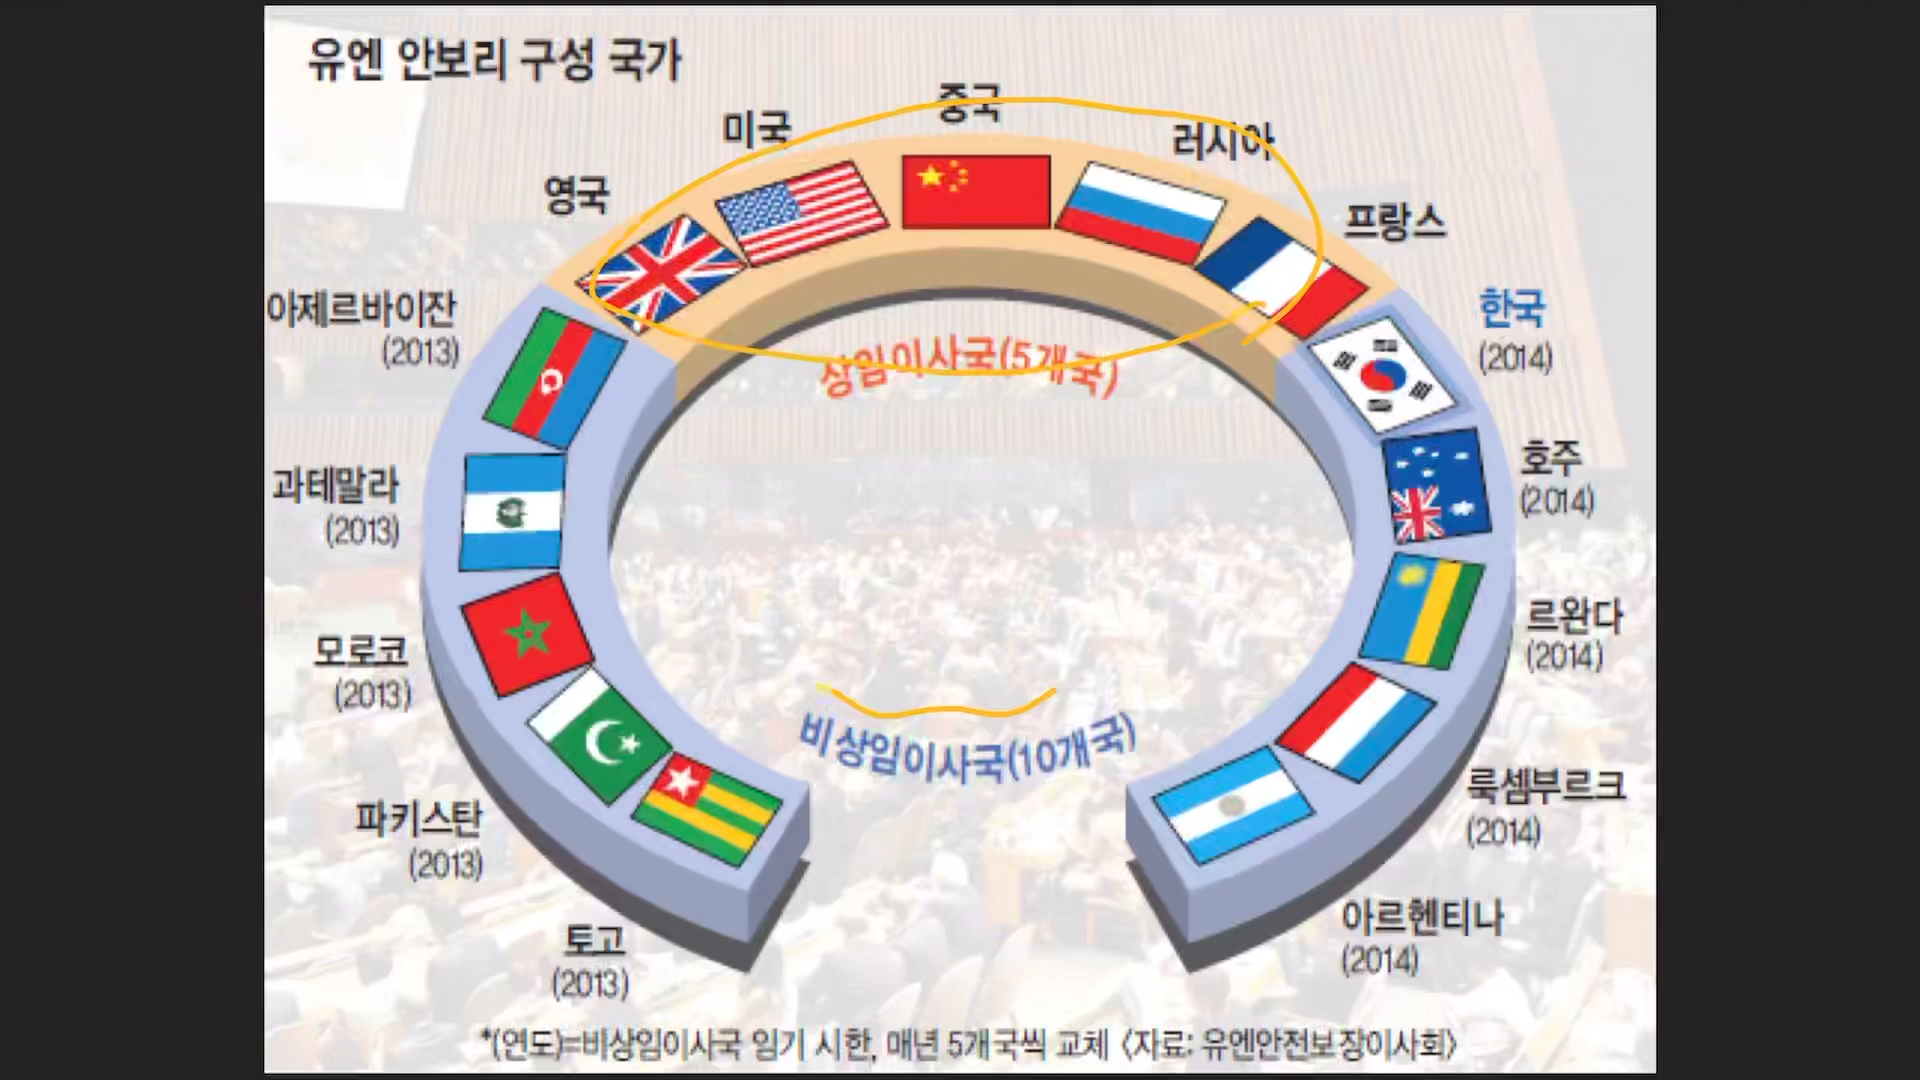 유엔 안보리 구성 국가
중국
미국
러시아
영국
프랑스
아제르바이잔
(2013)
한국
(2014)
상임이사국(5개국)
과테말라
(2013)
호주
(2014)
모로코
(2013)
르완다
(2014)
비상임이사국(10개국)
파키스탄
(2013)
룩셈부르크
(2014)
토고
(2013)
아르헨티나
(2014)
*(연도)=비상임이사국 임기 시한, 매년 5개국씩 교체 〈자료: 유엔안전보장이사회〉